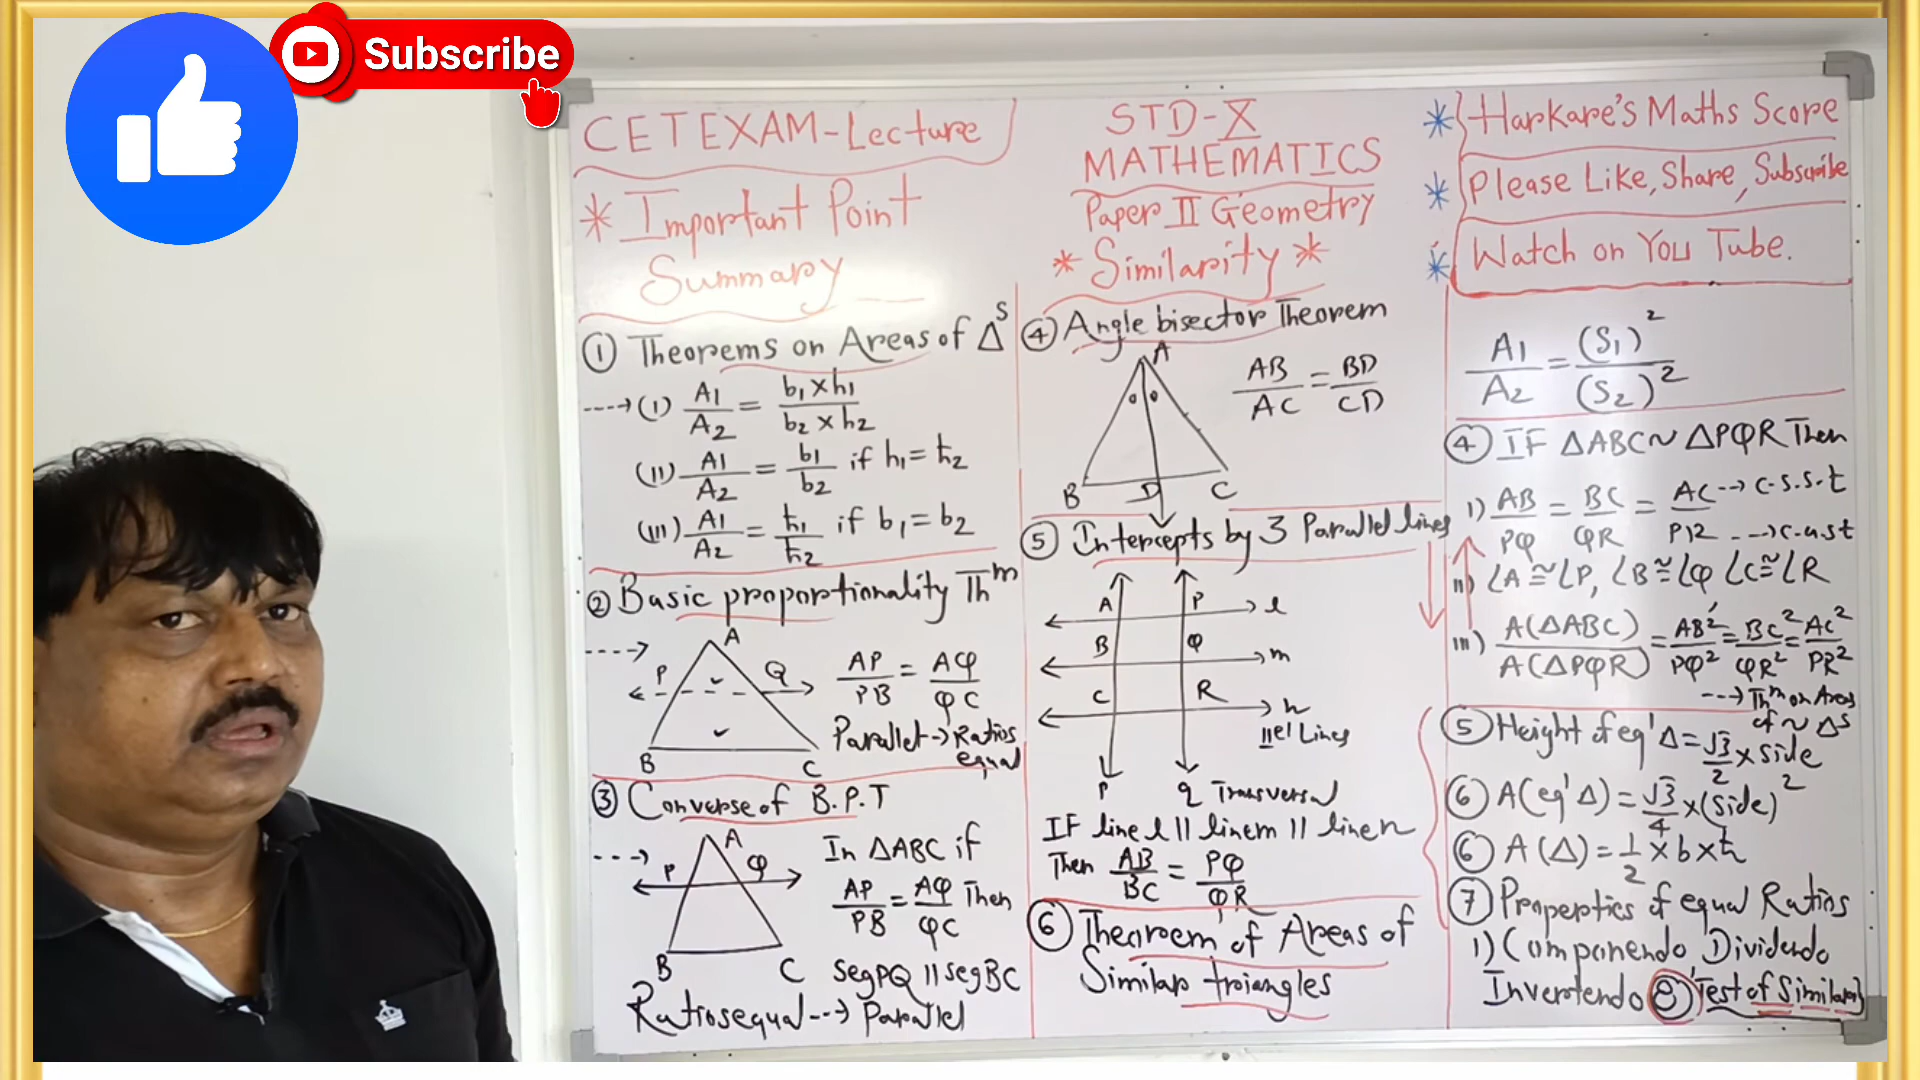 Subscribe
CET EXAM-Lecture
* Important Point
Summary
① Theorems on Areas of Δs
----→ (I) A1/A2 = b1 x h1/b2 x h2
(II) A1/A2 = b1/b2 if h1 = h2
(III) A1/A2 = h1/h2 if b1 = b2
② Basic proportionality Thm
A
P Q
B C
AP/PB = AQ/QC
Parallel → Ratios
equal
③ Converse of B.P.T
A
P Q
B C
In ΔABC if
AP/PB = AQ/QC Then
seg PQ || seg BC
Ratios equal --→ Parallel
STD-X
MATHEMATICS
Paper II Geometry
* Similarity *
④ Angle bisector Theorem
A
B D C
AB/AC = BD/CD
⑤ Intercepts by 3 Parallel lines
A P l
B Q m
C R n
||el Lines
P q Transversal
IF line l || line m || line n
Then AB/BC = PQ/QR
⑥ Thearoem of Areas of
Similar triangles
* Harkare's Maths Score
* Please Like, Share, Subscribe
* Watch on You Tube.
A1/A2 = (S1)²/(S2)²
④ IF ΔABC ~ ΔPQR Then
I) AB/PQ = BC/QR = AC/PR --→ c.s.s.t
---→ c.a.s.t
II) ∠A ≅ ∠P, ∠B ≅ ∠Q ∠C ≅ ∠R
III) A(ΔABC)/A(ΔPQR) = AB²/PQ² = BC²/QR² = AC²/PR²
---→ Thm on Areas
of ~ Δs
⑤ Height of eq'l Δ = √3/2 x side
⑥ A(eq'l Δ) = √3/4 x (side)²
⑥ A(Δ) = 1/2 x b x h
⑦ Properties of equal Ratios
1) Componendo Dividendo
Invertendo ⑧ Test of Similar